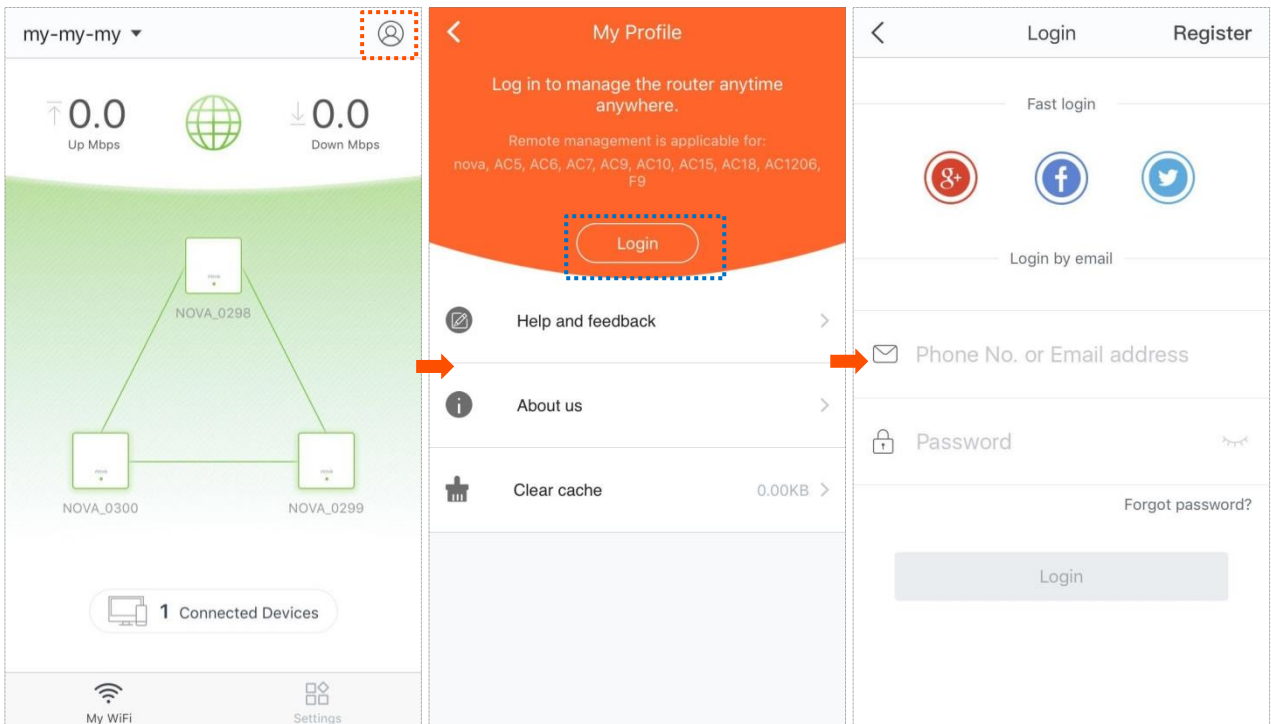 my-my-my
0.0
Up Mbps
0.0
Down Mbps
nova
NOVA_0298
nova
NOVA_0300
nova
NOVA_0299
1 Connected Devices
My WiFi
Settings
My Profile
Log in to manage the router anytime
anywhere.
Remote management is applicable for:
nova, AC5, AC6, AC7, AC9, AC10, AC15, AC18, AC1206,
F9
Login
Help and feedback
About us
Clear cache 0.00KB
Login Register
Fast login
g+
f
Login by email
Phone No. or Email address
Password
Forgot password?
Login